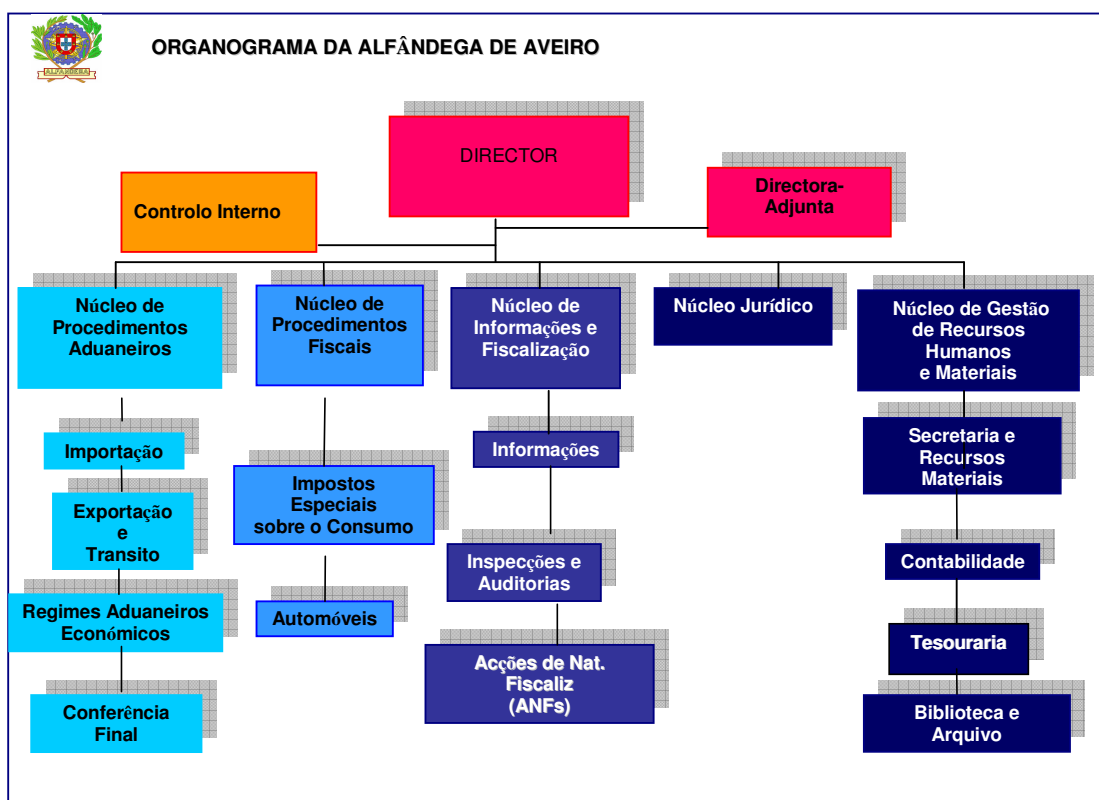 ORGANOGRAMA DA ALFÂNDEGA DE AVEIRO
ALFANDEGA
DIRECTOR
Directora-
Adjunta
Controlo Interno
Núcleo de
Procedimentos
Aduaneiros
Núcleo de
Procedimentos
Fiscais
Núcleo de
Informações e
Fiscalização
Núcleo Jurídico
Núcleo de Gestão
de Recursos
Humanos
e Materiais
Importação
Exportação
e
Transito
Regimes Aduaneiros
Económicos
Conferência
Final
Impostos
Especiais
sobre o Consumo
Automóveis
Informações
Inspecções e
Auditorias
Acções de Nat.
Fiscaliz
(ANFs)
Secretaria e
Recursos
Materiais
Contabilidade
Tesouraria
Biblioteca e
Arquivo